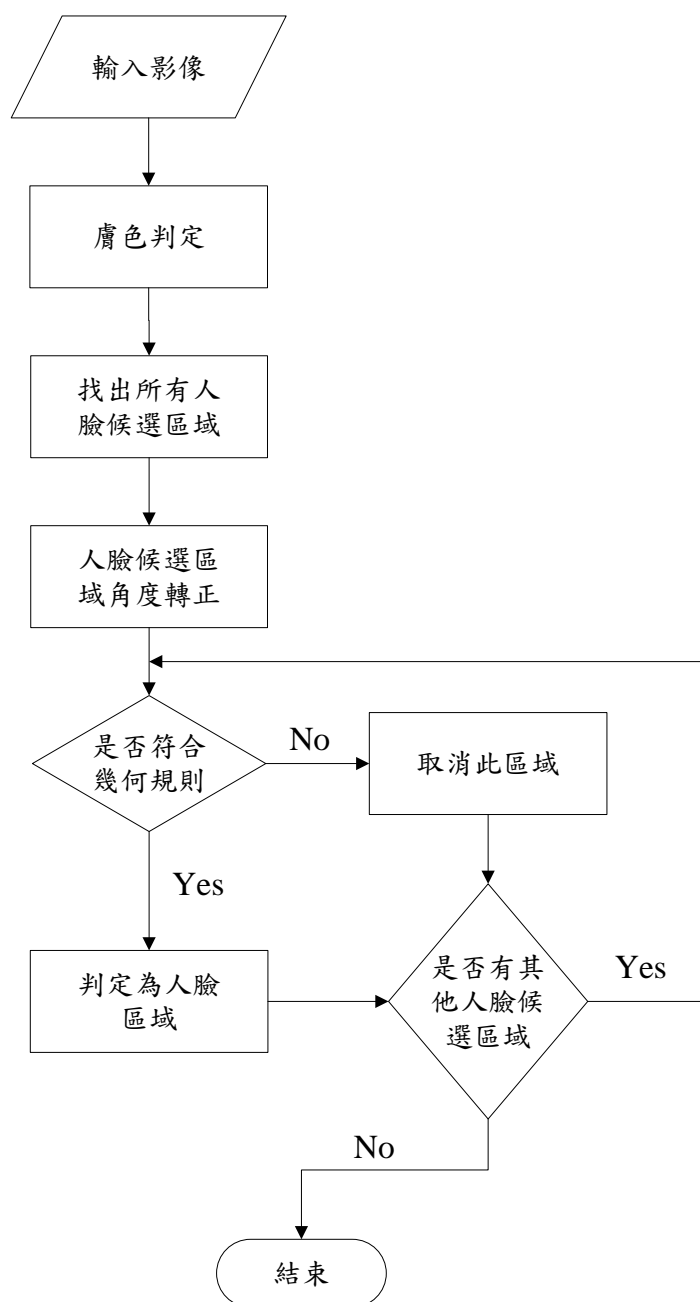 輸入影像
膚色判定
找出所有人
臉候選區域
人臉候選區
域角度轉正
是否符合
幾何規則
No
取消此區域
Yes
判定為人臉
區域
是否有其
他人臉候
選區域
Yes
No
結束